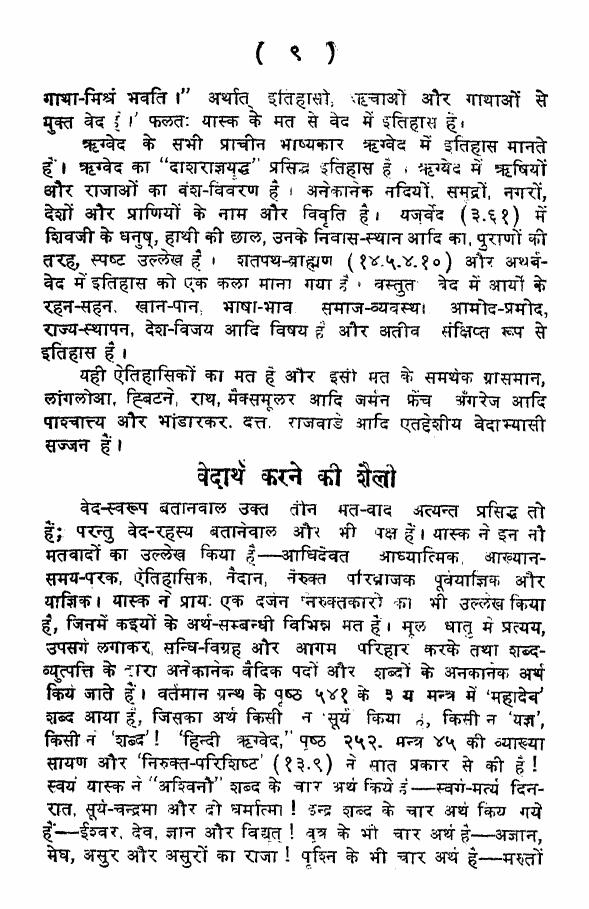 ( ९ )
गाथा-मिश्रं भवति।” अर्थात् इतिहासो, ऋचाओं और गाथाओं से
युक्त वेद हैं।’ फलतः यास्क के मत से वेद में इतिहास है।
ऋग्वेद के सभी प्राचीन भाष्यकार ऋग्वेद में इतिहास मानते
हैं। ऋग्वेद का “दाशराज्ञयुद्ध” प्रसिद्ध इतिहास है। ऋग्वेद में ऋषियों
और राजाओं का वंश-विवरण है। अनेकानेक नदियों, समुद्रों, नगरों,
देशों और प्राणियों के नाम और विवृति है। यजुर्वेद (३.६१) में
शिवजी के धनुष्, हाथी की छाल, उनके निवास-स्थान आदि का, पुराणों की
तरह, स्पष्ट उल्लेख है। शतपथ-ब्राह्मण (१४.५.४.१०) और अथर्व-
वेद में इतिहास को एक कला माना गया है। वस्तुत वेद में आर्यो के
रहन-सहन, खान-पान, भाषा-भाव समाज-व्यवस्था आमोद-प्रमोद,
राज्य-स्थापन, देश-विजय आदि विषय है और अतीव संक्षिप्त रूप से
इतिहास है।
यही ऐतिहासिकों का मत है और इसी मत के समर्थक ग्रासमान,
लांगलोआ, ह्विटने, राथ, मैक्समूलर आदि जर्मन फ्रेंच अँगरेज आदि
पाश्चात्त्य और भांडारकर, दत्त, राजवाडे आदि एतद्देशीय वेदाभ्यासी
सज्जन हैं।
वेदार्थ करने की शैली
वेद-स्वरूप बतानेवाले उक्त तीन मत-वाद अत्यन्त प्रसिद्ध तो
हैं; परन्तु वेद-रहस्य बतानेवाले और भी पक्ष हैं। यास्क ने इन नौ
मतवादों का उल्लेख किया है—आधिदैवत आध्यात्मिक, आख्यान-
समय-परक, ऐतिहासिक, नैदान, नैरुक्त परिव्राजक पूर्वयाज्ञिक और
याज्ञिक। यास्क ने प्रायः एक दर्जन निरुक्तकारो का भी उल्लेख किया
है, जिनमें कइयों के अर्थ-सम्बन्धी विभिन्न मत हैं। मूल धातु में प्रत्यय,
उपसर्ग लगाकर, सन्धि-विग्रह और आगम परिहार करके तथा शब्द-
व्युत्पत्ति के द्वारा अनेकानेक वैदिक पदों और शब्दों के अनेकानेक अर्थ
किये जाते हैं। वर्तमान ग्रन्थ के पृष्ठ ५४१ के ३ य मन्त्र में ‘महादेव’
शब्द आया है, जिसका अर्थ किसी ने सूर्य किया है, किसी ने ‘यज्ञ’,
किसी ने ‘शब्द’! ‘हिन्दी ऋग्वेद,” पृष्ठ २५२, मन्त्र ४५ की व्याख्या
सायण और ‘निरुक्त-परिशिष्ट’ (१३.९) ने सात प्रकार से की है!
स्वयं यास्क ने “अश्विनौ” शब्द के चार अर्थ किये हैं—स्वर्ग-मर्त्य दिन-
रात, सूर्य-चन्द्रमा और दो धर्मात्मा! इन्द्र शब्द के चार अर्थ किये गये
हैं—ईश्वर, देव, ज्ञान और विद्युत्! वृत्र के भी चार अर्थ है—अज्ञान,
मेघ, असुर और असुरों का राजा! पृश्नि के भी चार अर्थ है—मरुतों